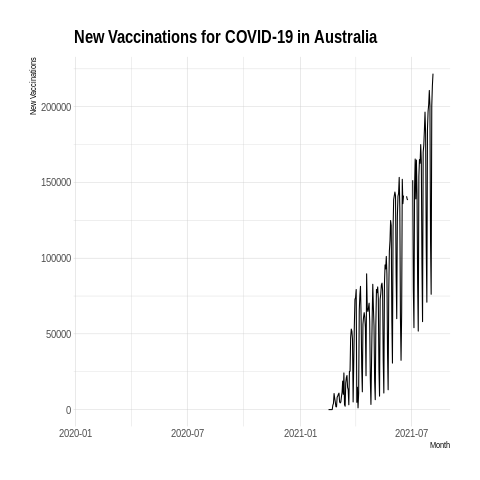 New Vaccinations for COVID-19 in Australia
New Vaccinations
200000
150000
100000
50000
0
2020-01 2020-07 2021-01 2021-07
Month